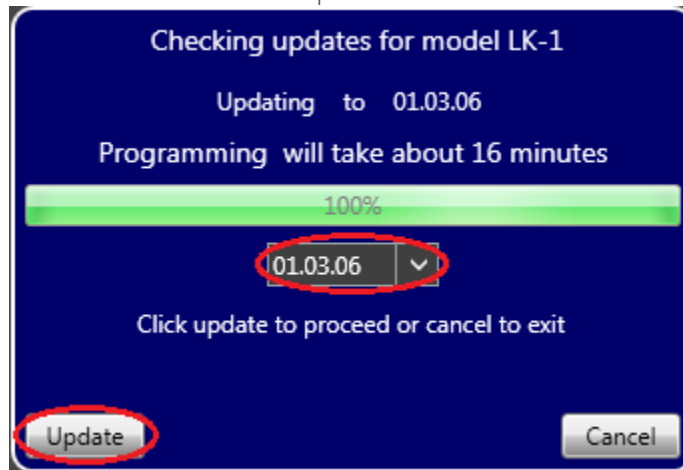 Checking updates for model LK-1
Updating to 01.03.06
Programming will take about 16 minutes
100%
01.03.06
Click update to proceed or cancel to exit
Update Cancel